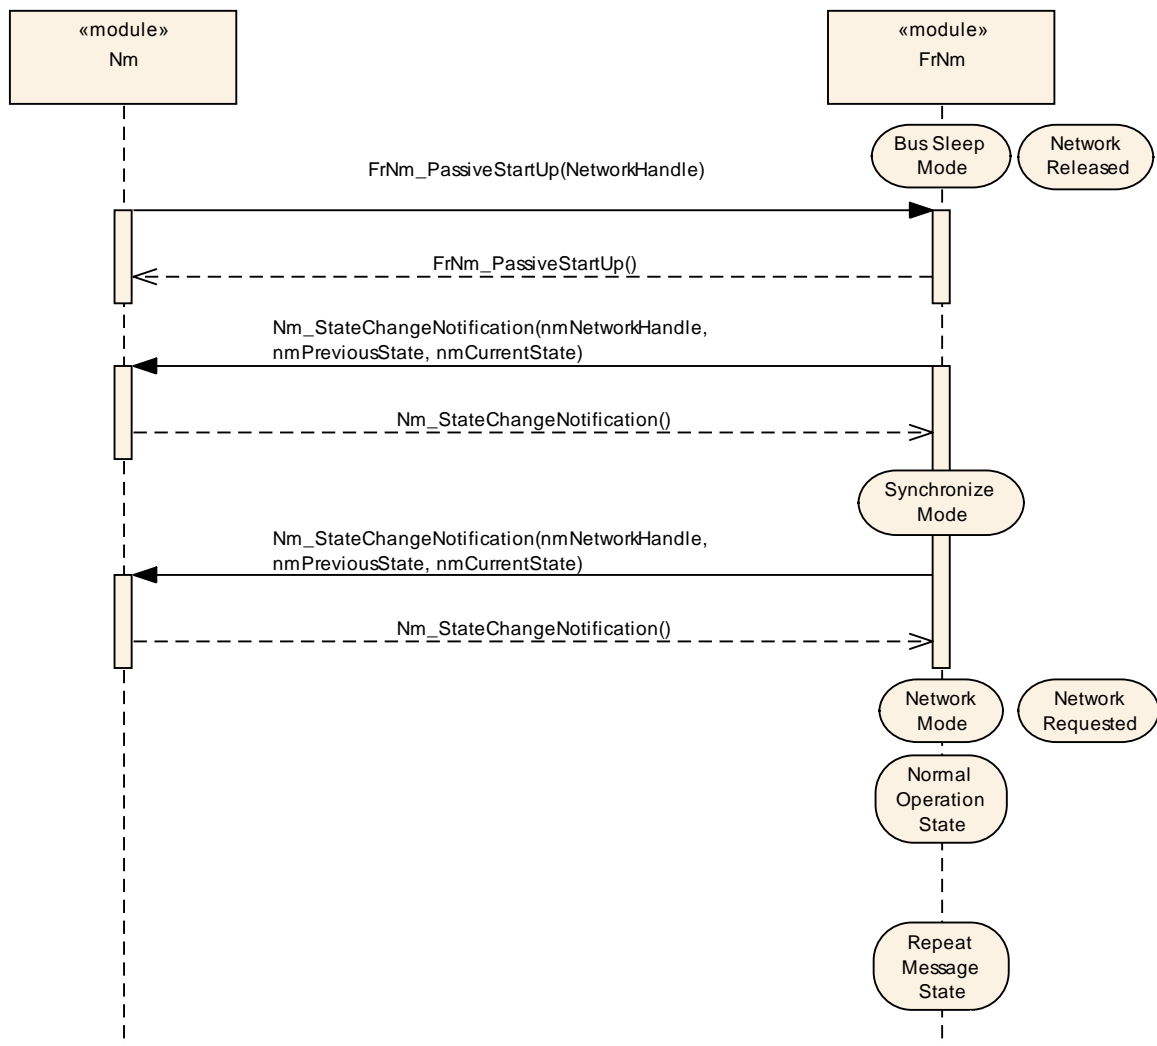 «module»
Nm
«module»
FrNm
Bus Sleep
Mode
Network
Released
FrNm_PassiveStartUp(NetworkHandle)
FrNm_PassiveStartUp()
Nm_StateChangeNotification(nmNetworkHandle,
nmPreviousState, nmCurrentState)
Nm_StateChangeNotification()
Synchronize
Mode
Nm_StateChangeNotification(nmNetworkHandle,
nmPreviousState, nmCurrentState)
Nm_StateChangeNotification()
Network
Mode
Network
Requested
Normal
Operation
State
Repeat
Message
State